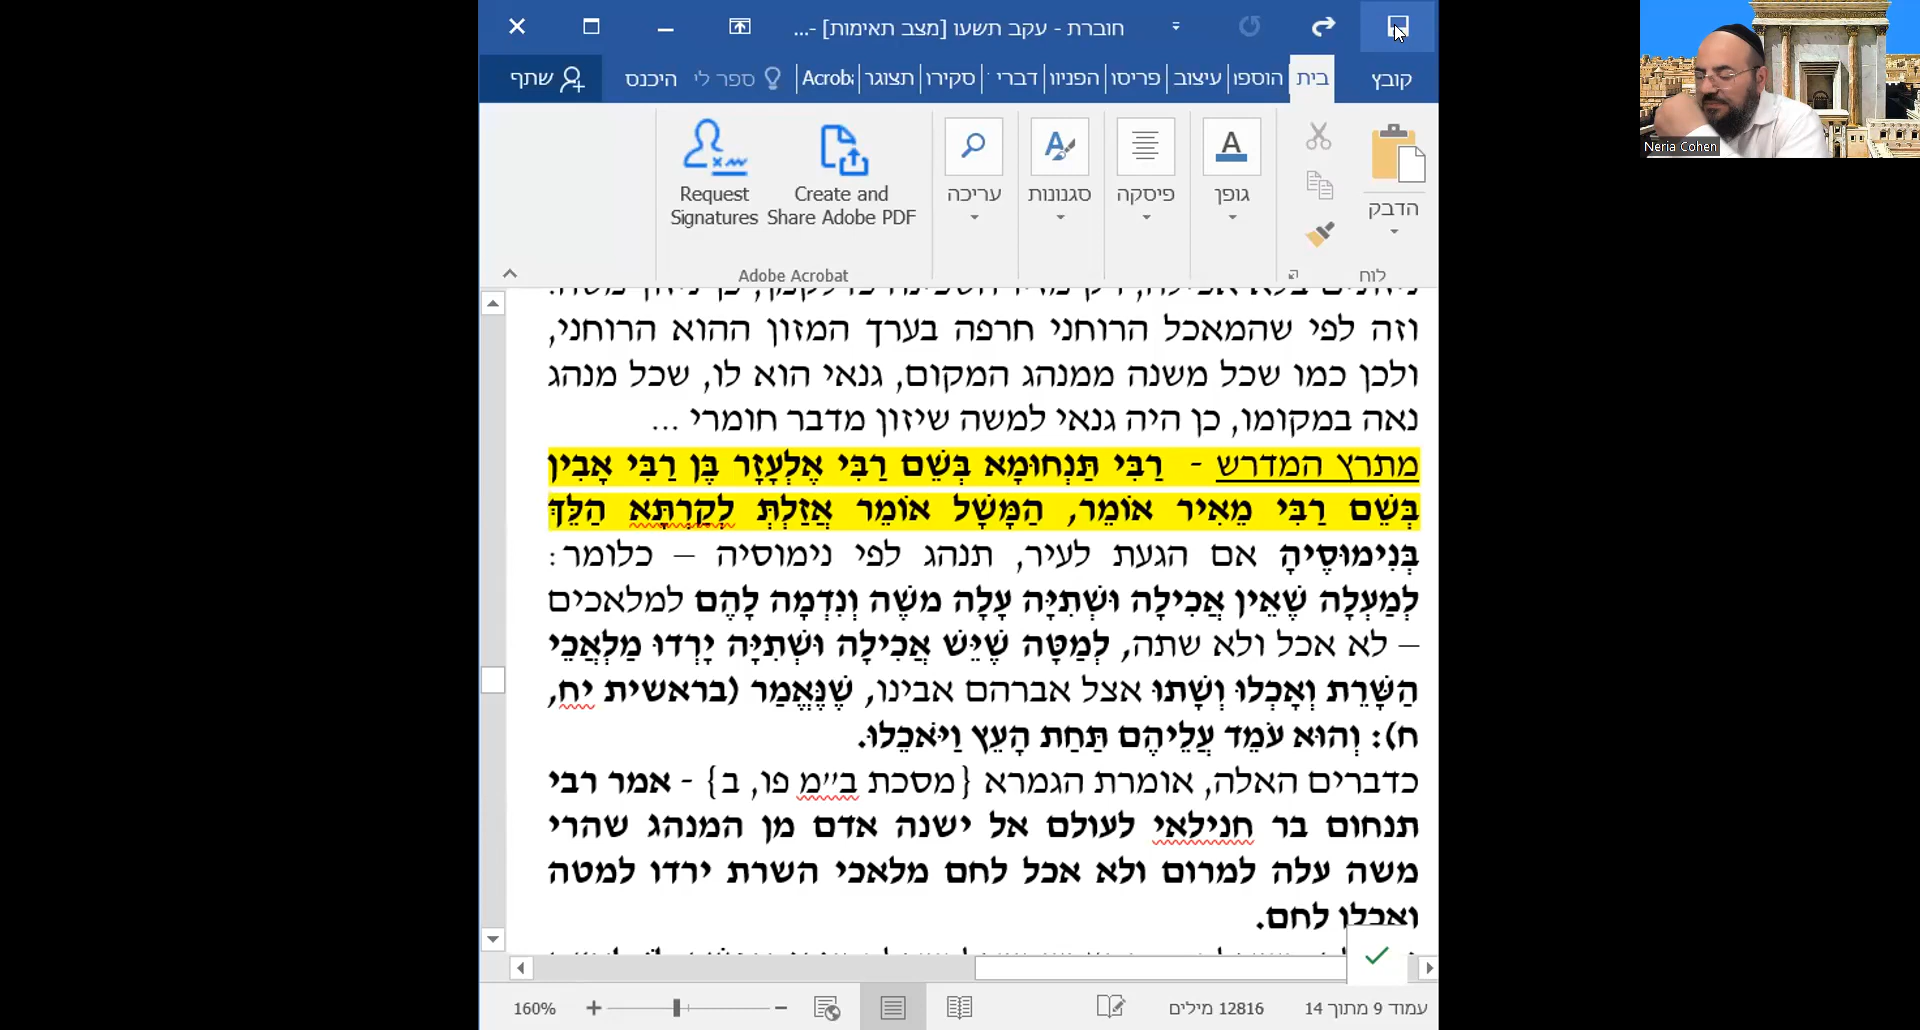 חוברת - עקב תשעו [מצב תאימות] -...
קובץ
בית
הוספו
עיצוב
פריסו
הפניוו
דברי
סקירו
תצוגר
Acrob
ספר לי
היכנס
שתף
הדבק
לוח
גופן
פיסקה
סגנונות
עריכה
Create and
Share Adobe PDF
Request
Signatures
Adobe Acrobat
וזה לפי שהמאכל הרוחני חרפה בערך המזון ההוא הרוחני,
ולכן כמו שכל משנה ממנהג המקום, גנאי הוא לו, שכל מנהג
נאה במקומו, כן היה גנאי למשה שיזון מדבר חומרי ...
מתרץ המדרש - רַבִּי תַּנְחוּמָא בְּשֵׁם רַבִּי אֶלְעָזָר בֶּן רַבִּי אָבִין
בְּשֵׁם רַבִּי מֵאִיר אוֹמֵר, הַמָּשָׁל אוֹמֵר אֲזַלְתְּ לְקַרְתָּא הַלֵּךְ
בְּנִימוּסֶיהָ אם הגעת לעיר, תנהג לפי נימוסיה – כלומר:
לְמַעְלָה שֶׁאֵין אֲכִילָה וּשְׁתִיָּה עָלָה משֶׁה וְנִדְמָה לָהֶם למלאכים
– לא אכל ולא שתה, לְמַטָּה שֶׁיֵּשׁ אֲכִילָה וּשְׁתִיָּה יָרְדוּ מַלְאֲכֵי
הַשָּׁרֵת וְאָכְלוּ וְשָׁתוּ אצל אברהם אבינו, שֶׁנֶּאֱמַר (בראשית יח,
ח): וְהוּא עֹמֵד עֲלֵיהֶם תַּחַת הָעֵץ וַיֹּאכֵלוּ.
כדברים האלה, אומרת הגמרא {מסכת ב"מ פו, ב} - אמר רבי
תנחום בר חנילאי לעולם אל ישנה אדם מן המנהג שהרי
משה עלה למרום ולא אכל לחם מלאכי השרת ירדו למטה
ואכלו לחם.
עמוד 9 מתוך 14
12816 מילים
160%
Neria Cohen